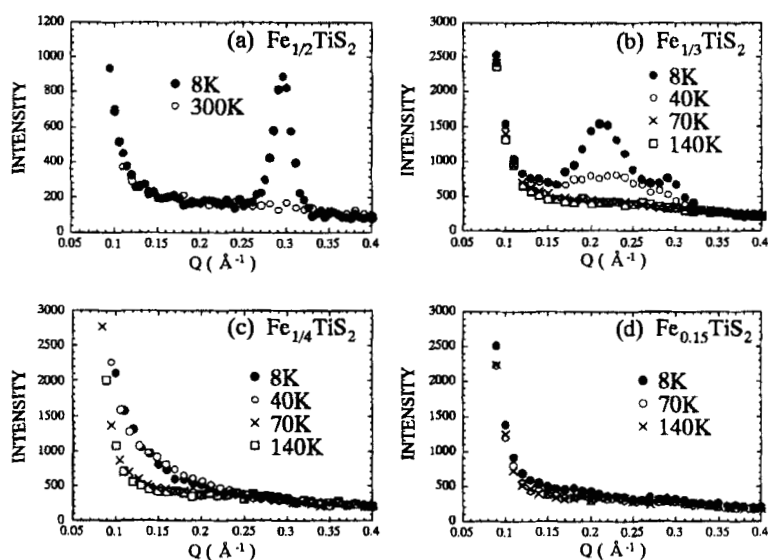 (a) Fe1/2TiS2
● 8K
○ 300K
INTENSITY
1200
1000
800
600
400
200
0
0.05 0.1 0.15 0.2 0.25 0.3 0.35 0.4
Q ( Å-1 )
(b) Fe1/3TiS2
● 8K
○ 40K
× 70K
□ 140K
INTENSITY
3000
2500
2000
1500
1000
500
0
0.05 0.1 0.15 0.2 0.25 0.3 0.35 0.4
Q ( Å-1 )
(c) Fe1/4TiS2
● 8K
○ 40K
× 70K
□ 140K
INTENSITY
3000
2500
2000
1500
1000
500
0
0.05 0.1 0.15 0.2 0.25 0.3 0.35 0.4
Q ( Å-1 )
(d) Fe0.15TiS2
● 8K
○ 70K
× 140K
INTENSITY
3000
2500
2000
1500
1000
500
0
0.05 0.1 0.15 0.2 0.25 0.3 0.35 0.4
Q ( Å-1 )